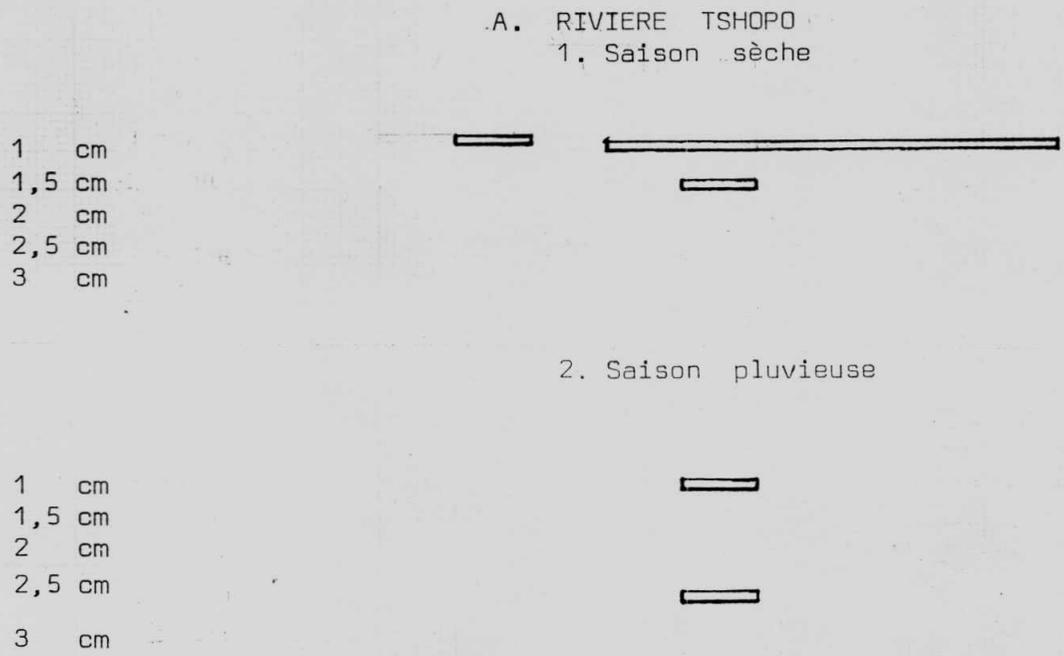 A. RIVIERE TSHOPO
1. Saison sèche
1 cm
1,5 cm
2 cm
2,5 cm
3 cm
2. Saison pluvieuse
1 cm
1,5 cm
2 cm
2,5 cm
3 cm